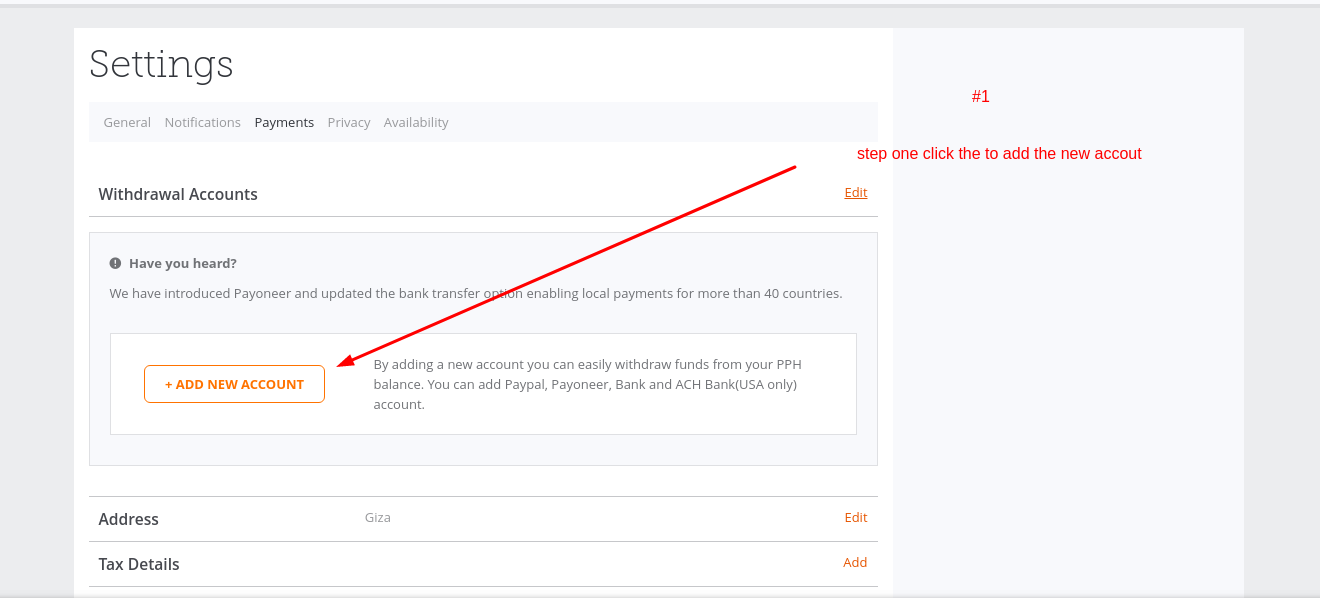 Settings
#1
General Notifications Payments Privacy Availability
step one click the to add the new accout
Withdrawal Accounts Edit
Have you heard?
We have introduced Payoneer and updated the bank transfer option enabling local payments for more than 40 countries.
+ ADD NEW ACCOUNT
By adding a new account you can easily withdraw funds from your PPH
balance. You can add Paypal, Payoneer, Bank and ACH Bank(USA only)
account.
Address Giza Edit
Tax Details Add